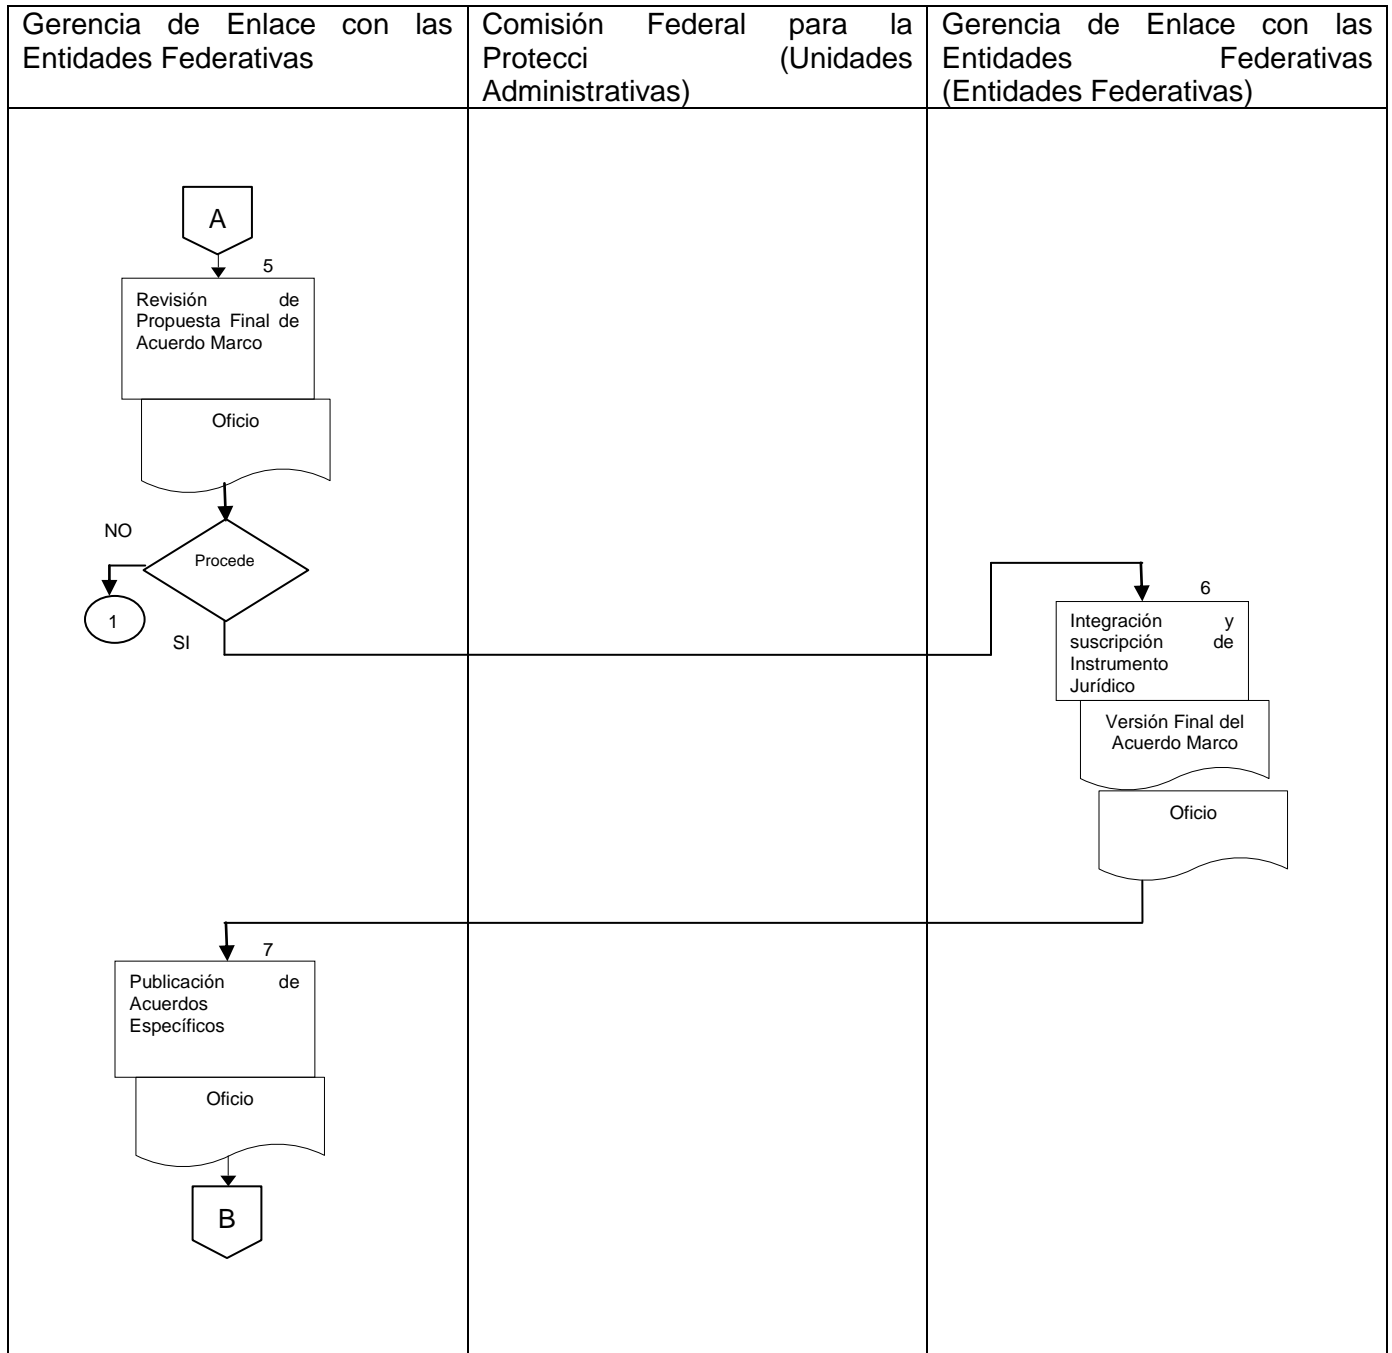 Gerencia de Enlace con las
Entidades Federativas
Comisión Federal para la
Protecci (Unidades
Administrativas)
Gerencia de Enlace con las
Entidades Federativas
(Entidades Federativas)
A
5
Revisión de
Propuesta Final de
Acuerdo Marco
Oficio
NO
Procede
1
SI
6
Integración y
suscripción de
Instrumento
Jurídico
Versión Final del
Acuerdo Marco
Oficio
7
Publicación de
Acuerdos
Específicos
Oficio
B